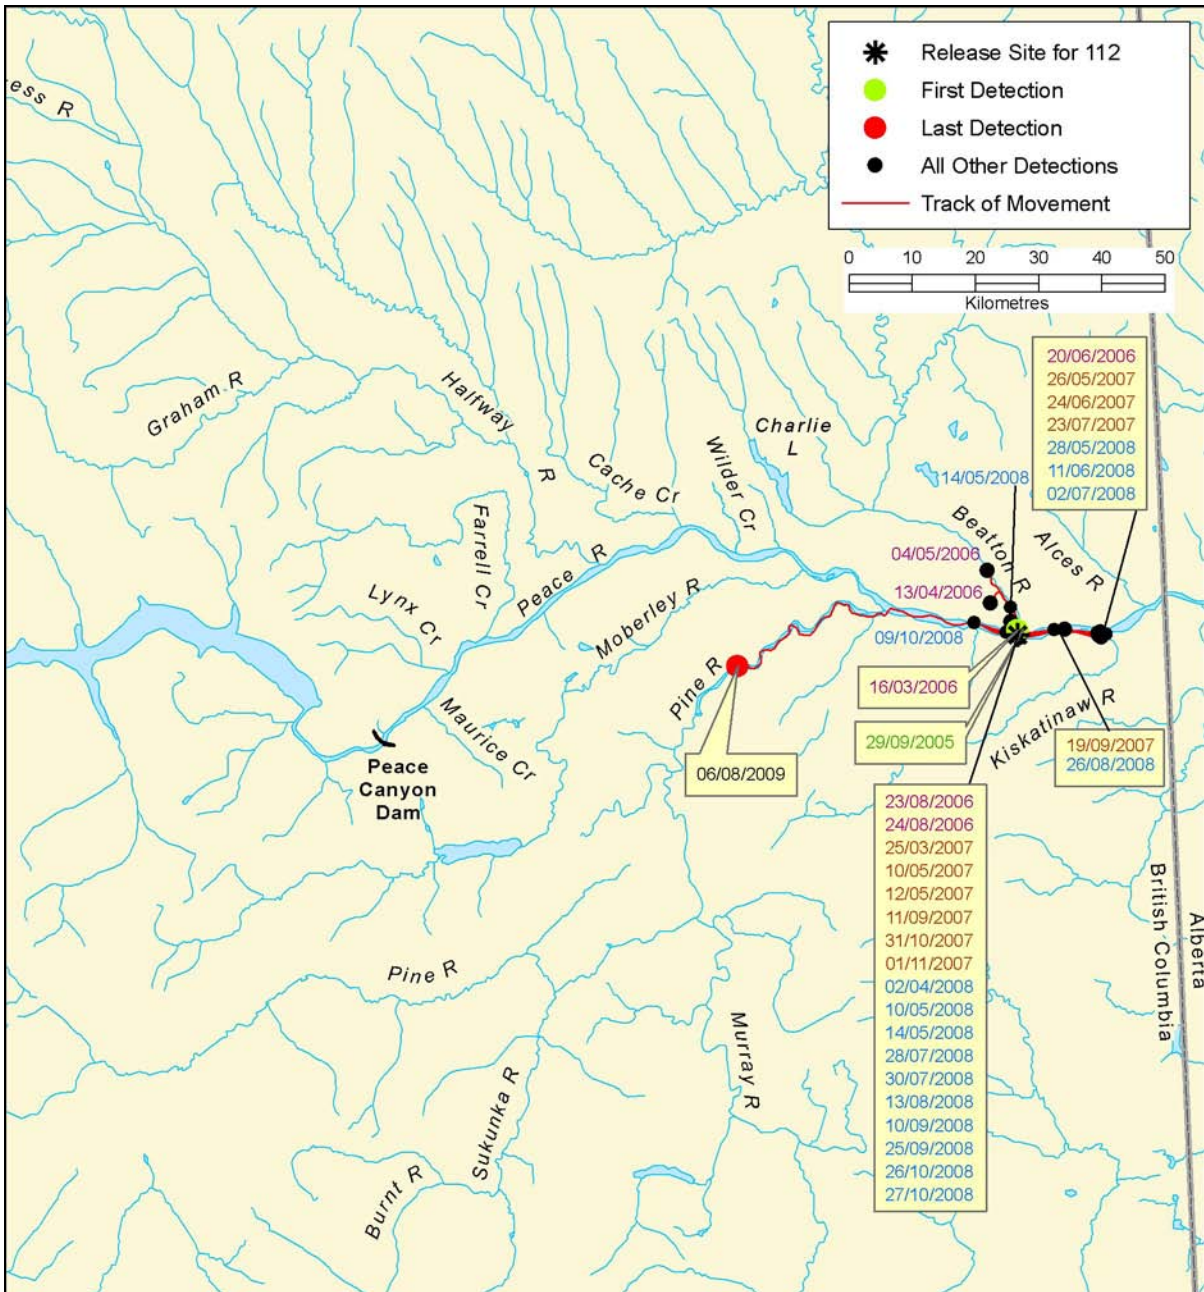 ess R
Release Site for 112
First Detection
Last Detection
All Other Detections
Track of Movement
0 10 20 30 40 50
Kilometres
20/06/2006
26/05/2007
24/06/2007
23/07/2007
28/05/2008
11/06/2008
02/07/2008
Graham R
Halfway
R
Cache Cr
Wilder Cr
Charlie
L
14/05/2008
Beatton R
Alces R
Farrell Cr
Lynx Cr
Peace R
Moberley R
04/05/2006
13/04/2006
09/10/2008
Pine R
16/03/2006
29/09/2005
Kiskatinaw R
19/09/2007
26/08/2008
Maurice Cr
06/08/2009
Peace
Canyon
Dam
23/08/2006
24/08/2006
25/03/2007
10/05/2007
12/05/2007
11/09/2007
31/10/2007
01/11/2007
02/04/2008
10/05/2008
14/05/2008
28/07/2008
30/07/2008
13/08/2008
10/09/2008
25/09/2008
26/10/2008
27/10/2008
British Columbia
Alberta
Pine R
Murray R
Sukunka R
Burnt R